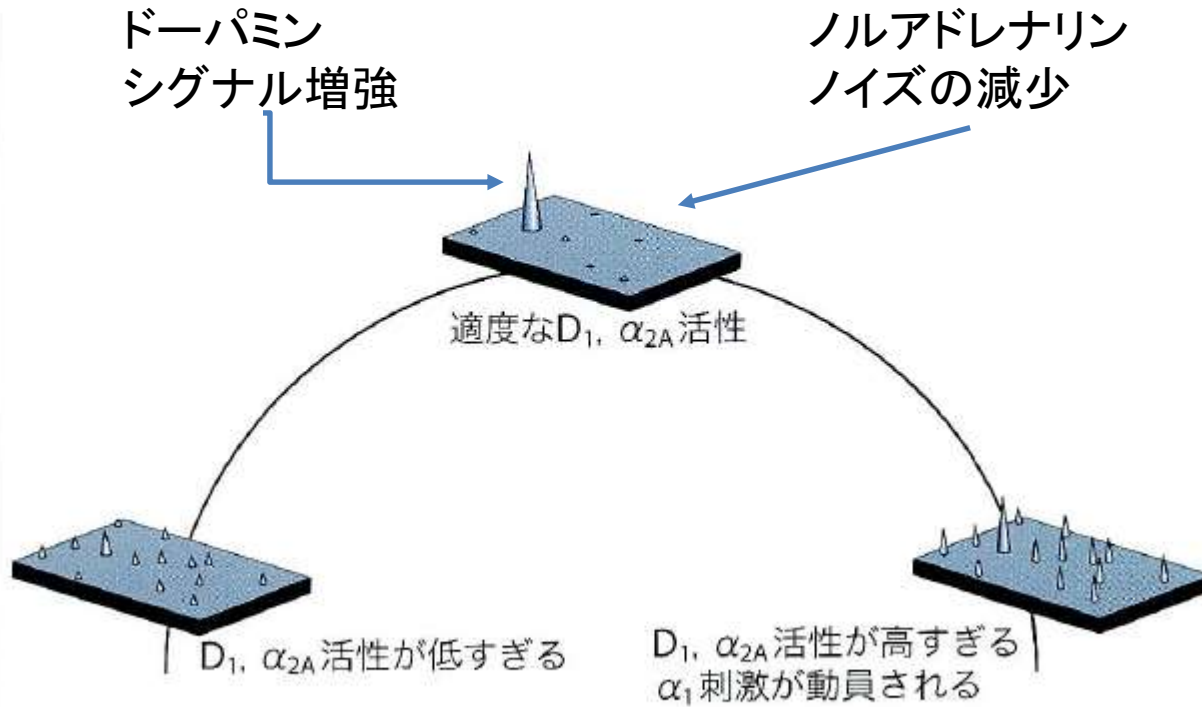 ドーパミン
シグナル増強
ノルアドレナリン
ノイズの減少
適度なD₁, α₂ₐ活性
D₁, α₂ₐ活性が低すぎる
D₁, α₂ₐ活性が高すぎる
α₁刺激が動員される